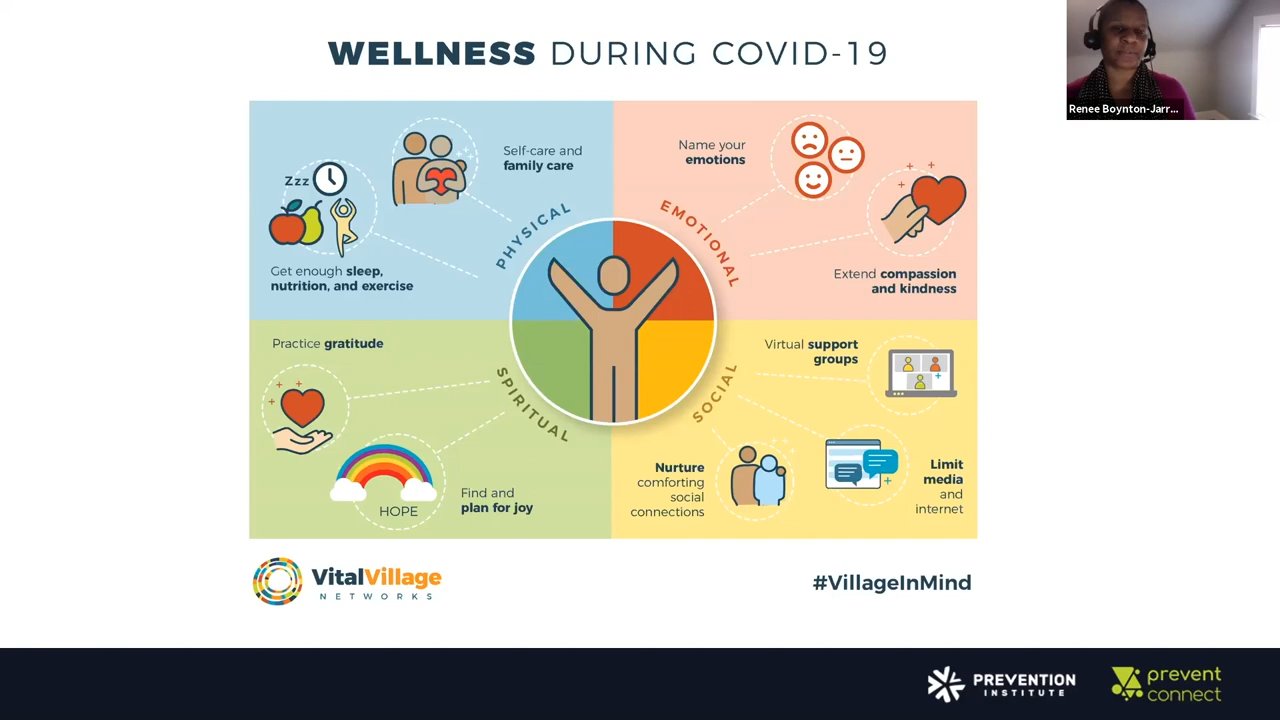 WELLNESS DURING COVID-19
Renee Boynton-Jarr...
Self-care and
family care
Zzz
Get enough sleep,
nutrition, and exercise
PHYSICAL
Name your
emotions
EMOTIONAL
Extend compassion
and kindness
Practice gratitude
SPIRITUAL
HOPE
Find and
plan for joy
Virtual support
groups
SOCIAL
Nurture
comforting
social
connections
Limit
media
and
internet
VitalVillage
NETWORKS
#VillageInMind
PREVENTION
INSTITUTE
prevent
connect